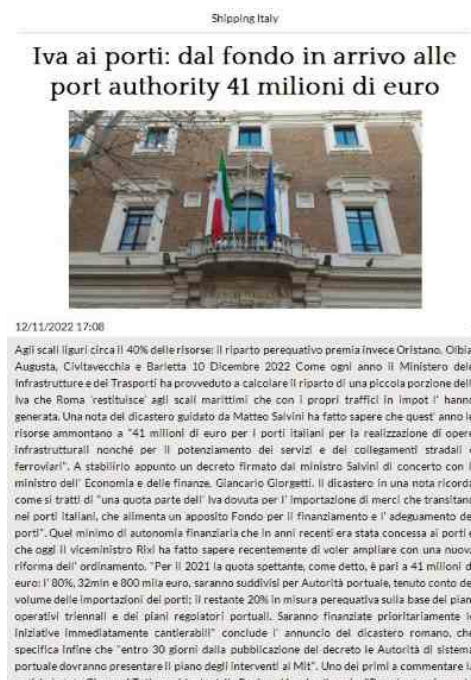 Shipping Italy
Iva ai porti: dal fondo in arrivo alle
port authority 41 milioni di euro
12/11/2022 17:08
Agli scali liguri circa il 40% delle risorse; il riparto perequativo premia invece Oristano, Olbia
Augusta, Civitavecchia e Barletta 10 Dicembre 2022 Come ogni anno il Ministero delle
Infrastrutture e dei Trasporti ha provveduto a calcolare il riparto di una piccola porzione dell
Iva che Roma 'restituisce' agli scali marittimi che con i propri traffici in impot l' hanno
generata. Una nota del dicastero guidato da Matteo Salvini ha fatto sapere che quest' anno le
risorse ammontano a "41 milioni di euro per i porti italiani per la realizzazione di opere
infrastrutturali nonché per il potenziamento dei servizi e dei collegamenti stradali e
ferroviari". A stabilirlo appunto un decreto firmato dal ministro Salvini di concerto con i
ministro dell' Economia e delle finanze, Giancarlo Giorgetti. Il dicastero in una nota ricorda
come si tratti di "una quota parte dell' Iva dovuta per l' importazione di merci che transitano
nei porti italiani, che alimenta un apposito Fondo per il finanziamento e l' adeguamento dei
porti". Quel minimo di autonomia finanziaria che in anni recenti era stata concessa ai porti e
che oggi il viceministro Rixi ha fatto sapere recentemente di voler ampliare con una nuova
riforma dell' ordinamento. "Per il 2021 la quota spettante, come detto, è pari a 41 milioni d
euro: l' 80%, 32mln e 800 mila euro, saranno suddivisi per Autorità portuale, tenuto conto del
volume delle importazioni dei porti; il restante 20% in misura perequativa sulla base dei pian
operativi triennali e dei piani regolatori portuali. Saranno finanziate prioritariamente le
iniziative immediatamente cantierabili" conclude l' annuncio del dicastero romano, che
specifica infine che "entro 30 giorni dalla pubblicazione del decreto le Autorità di sistema
portuale dovranno presentare il piano degli interventi al Mit". Uno dei primi a commentare la